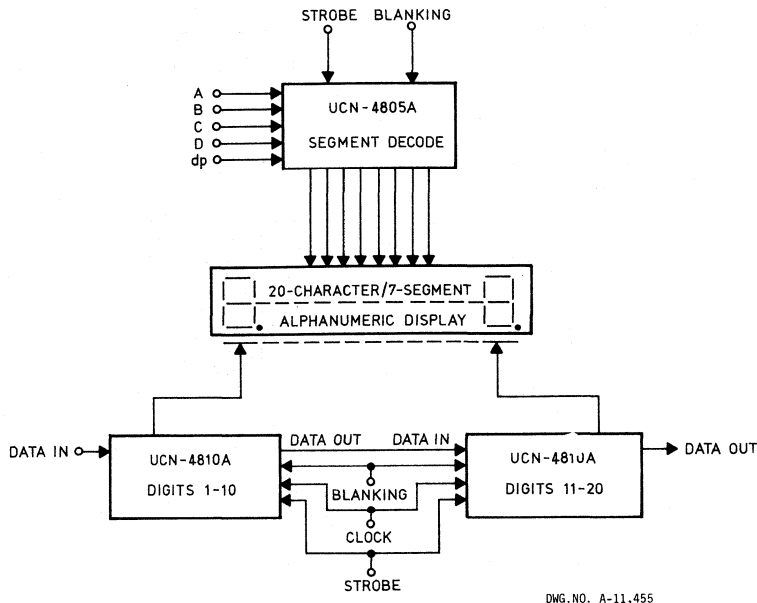 STROBE BLANKING
A
B
C
D
dp
UCN-4805A
SEGMENT DECODE
20-CHARACTER/7-SEGMENT
ALPHANUMERIC DISPLAY
DATA IN
UCN-4810A
DIGITS 1-10
DATA OUT DATA IN
BLANKING
CLOCK
STROBE
UCN-4810A
DIGITS 11-20
DATA OUT
DWG.NO. A-11,455